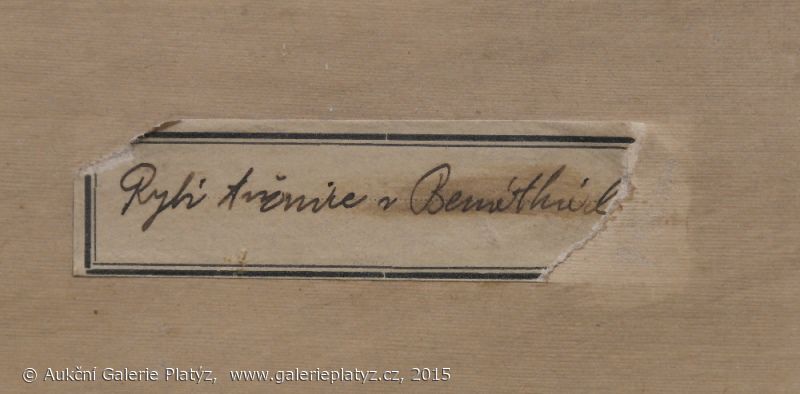 Rybí tržnice v Benátkách
© Aukční Galerie Platýz, www.galerieplatyz.cz, 2015